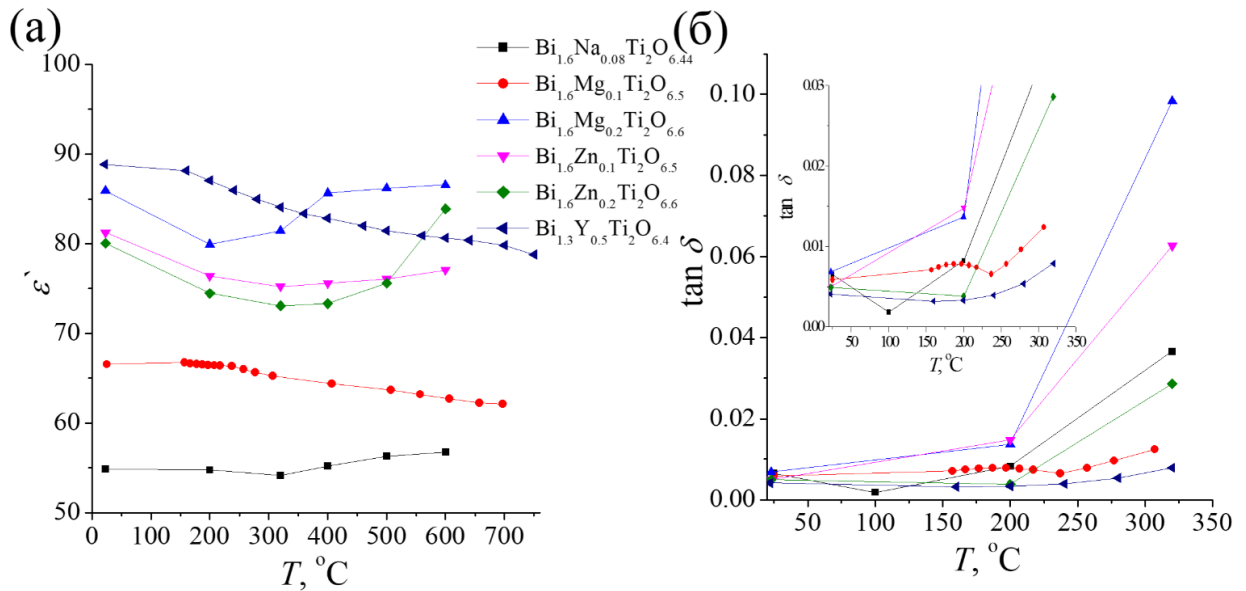 (а)
100
90
80
70
60
50
ε`
0 100 200 300 400 500 600 700
T, °C
Bi1.6Na0.08Ti2O6.44
Bi1.6Mg0.1Ti2O6.5
Bi1.6Mg0.2Ti2O6.6
Bi1.6Zn0.1Ti2O6.5
Bi1.6Zn0.2Ti2O6.6
Bi1.3Y0.5Ti2O6.4
(б)
0.10
0.08
0.06
0.04
0.02
0.00
tan δ
50 100 150 200 250 300 350
T, °C
0.03
0.02
0.01
0.00
tan δ
50 100 150 200 250 300 350
T, °C